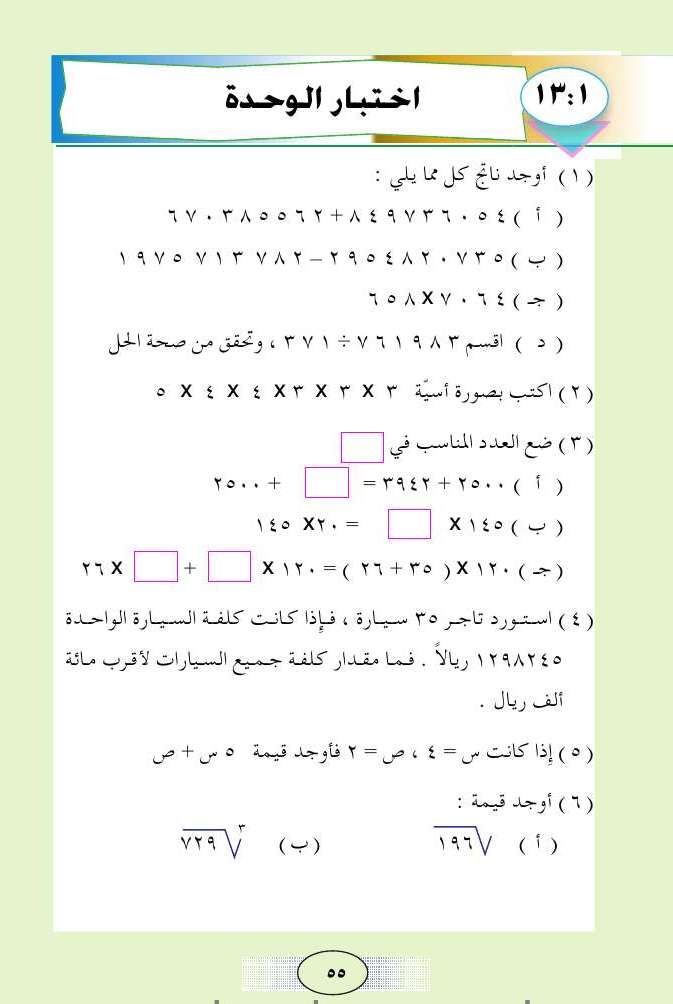 ١٣:١ اختبار الوحدة
( ١ ) أوجد ناتج كل مما يلي :
( أ ) ٨٤٩٧٣٦٠٥٤ + ٦٧٠٣٨٥٥٦٢
( ب ) ٢٩٥٤٨٢٠٧٣٥ – ١٩٧٥٧١٣٧٨٢
( جـ ) ٧٠٦٤ X ٦٥٨
( د ) اقسم ٧٦١٩٨٣ ÷ ٣٧١ ، وتحقق من صحة الحل
( ٢ ) اكتب بصورة أسيّة ٣ X ٣ X ٣ X ٤ X ٤ X ٥
( ٣ ) ضع العدد المناسب في □
( أ ) ٢٥٠٠ + ٣٩٤٢ = □ + ٢٥٠٠
( ب ) ١٤٥ X □ = ٢٠ X ١٤٥
( جـ ) ١٢٠ X ( ٣٥ + ٢٦ ) = ١٢٠ X □ + □ X ٢٦
( ٤ ) استورد تاجر ٣٥ سيارة ، فإذا كانت كلفة السيارة الواحدة
١٢٩٨٢٤٥ ريالاً . فما مقدار كلفة جميع السيارات لأقرب مائة
ألف ريال .
( ٥ ) إذا كانت س = ٤ ، ص = ٢ فأوجد قيمة ٥ س + ص
( ٦ ) أوجد قيمة :
( أ ) √١٩٦ ( ب ) ٣√٧٢٩
٥٥